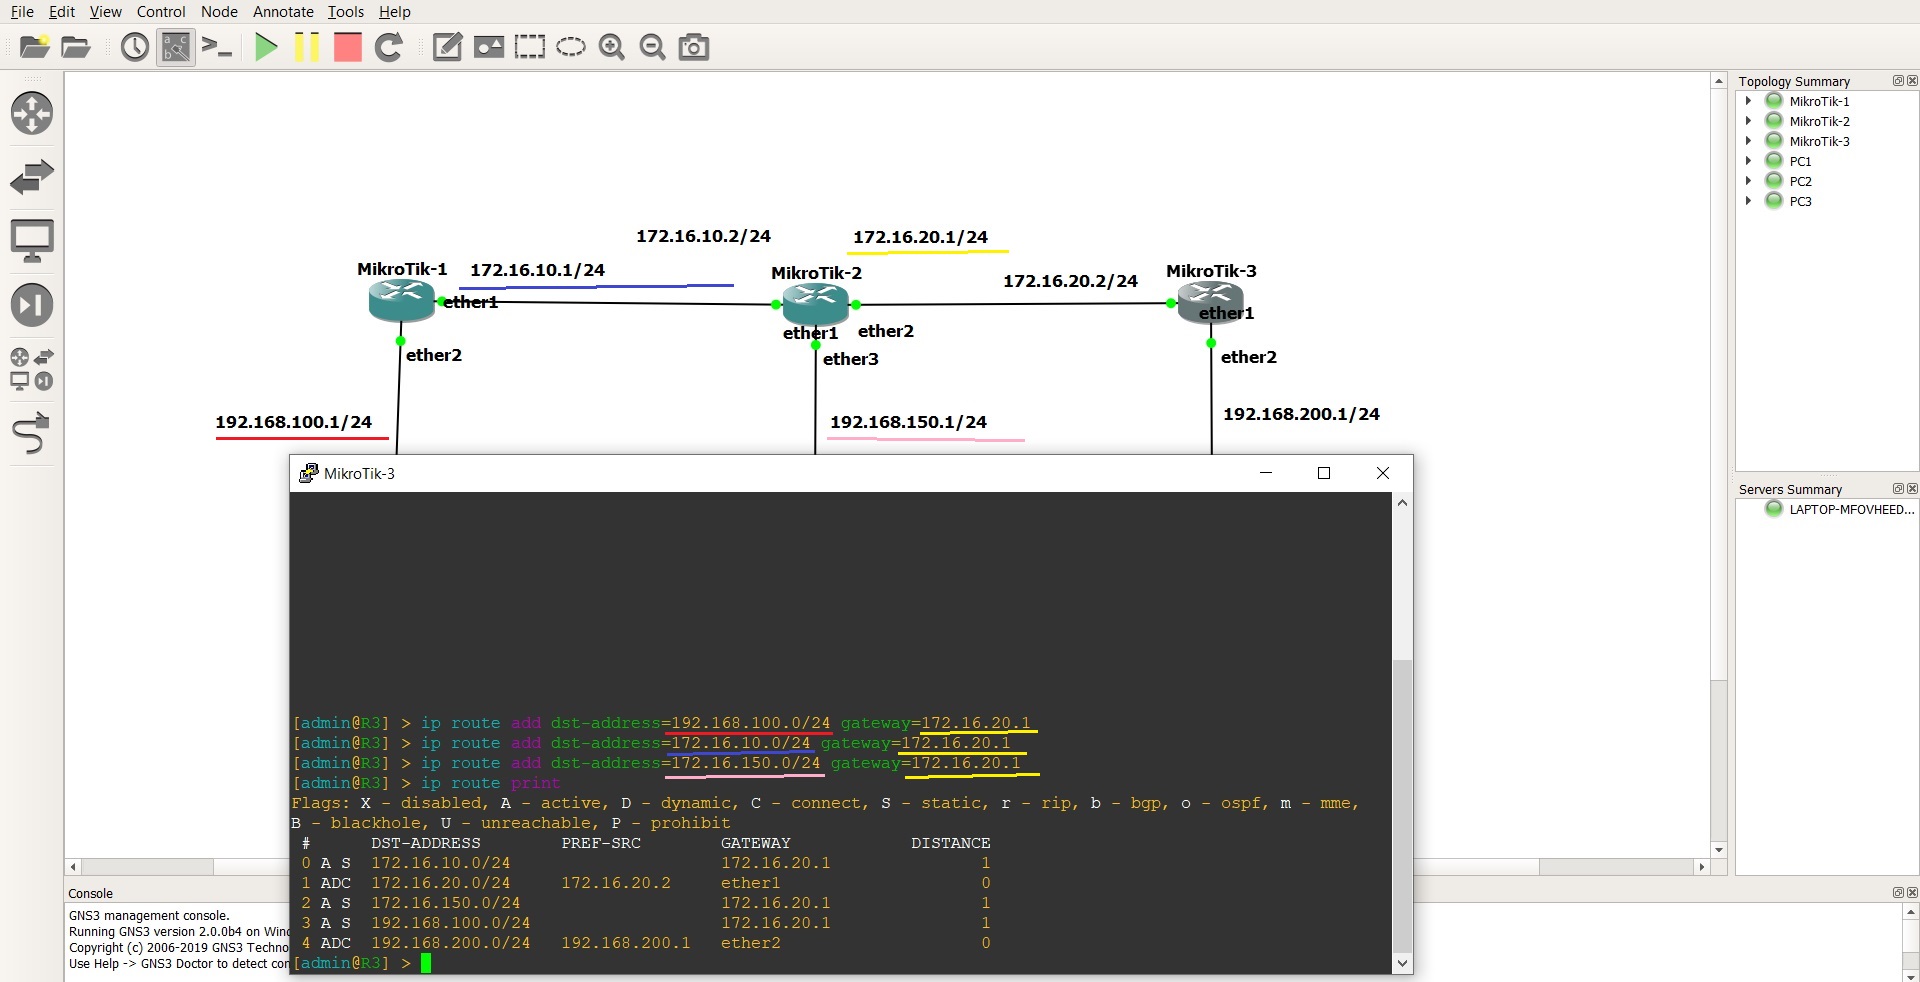 File Edit View Control Node Annotate Tools Help
Topology Summary
MikroTik-1
MikroTik-2
MikroTik-3
PC1
PC2
PC3
172.16.10.2/24
172.16.20.1/24
MikroTik-1
172.16.10.1/24
MikroTik-2
172.16.20.2/24
MikroTik-3
ether1
ether1
ether2
ether1
ether2
ether3
ether2
192.168.100.1/24
192.168.150.1/24
192.168.200.1/24
Servers Summary
LAPTOP-MFOVHEED...
MikroTik-3
[admin@R3] > ip route add dst-address=192.168.100.0/24 gateway=172.16.20.1
[admin@R3] > ip route add dst-address=172.16.10.0/24 gateway=172.16.20.1
[admin@R3] > ip route add dst-address=172.16.150.0/24 gateway=172.16.20.1
[admin@R3] > ip route print
Flags: X - disabled, A - active, D - dynamic, C - connect, S - static, r - rip, b - bgp, o - ospf, m - mme,
B - blackhole, U - unreachable, P - prohibit
# DST-ADDRESS PREF-SRC GATEWAY DISTANCE
0 A S 172.16.10.0/24 172.16.20.1 1
1 ADC 172.16.20.0/24 172.16.20.2 ether1 0
2 A S 172.16.150.0/24 172.16.20.1 1
3 A S 192.168.100.0/24 172.16.20.1 1
4 ADC 192.168.200.0/24 192.168.200.1 ether2 0
[admin@R3] >
Console
GNS3 management console.
Running GNS3 version 2.0.0b4 on Wind
Copyright (c) 2006-2019 GNS3 Techno
Use Help -> GNS3 Doctor to detect con